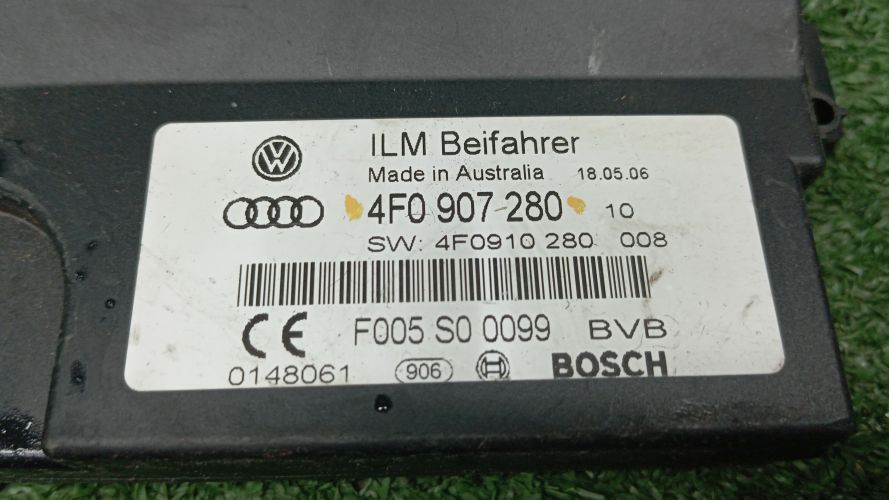 ILM Beifahrer
Made in Australia 18.05.06
4F0 907 280 10
SW: 4F0910 280 008
CE F005 S0 0099 BVB
0148061 906 BOSCH